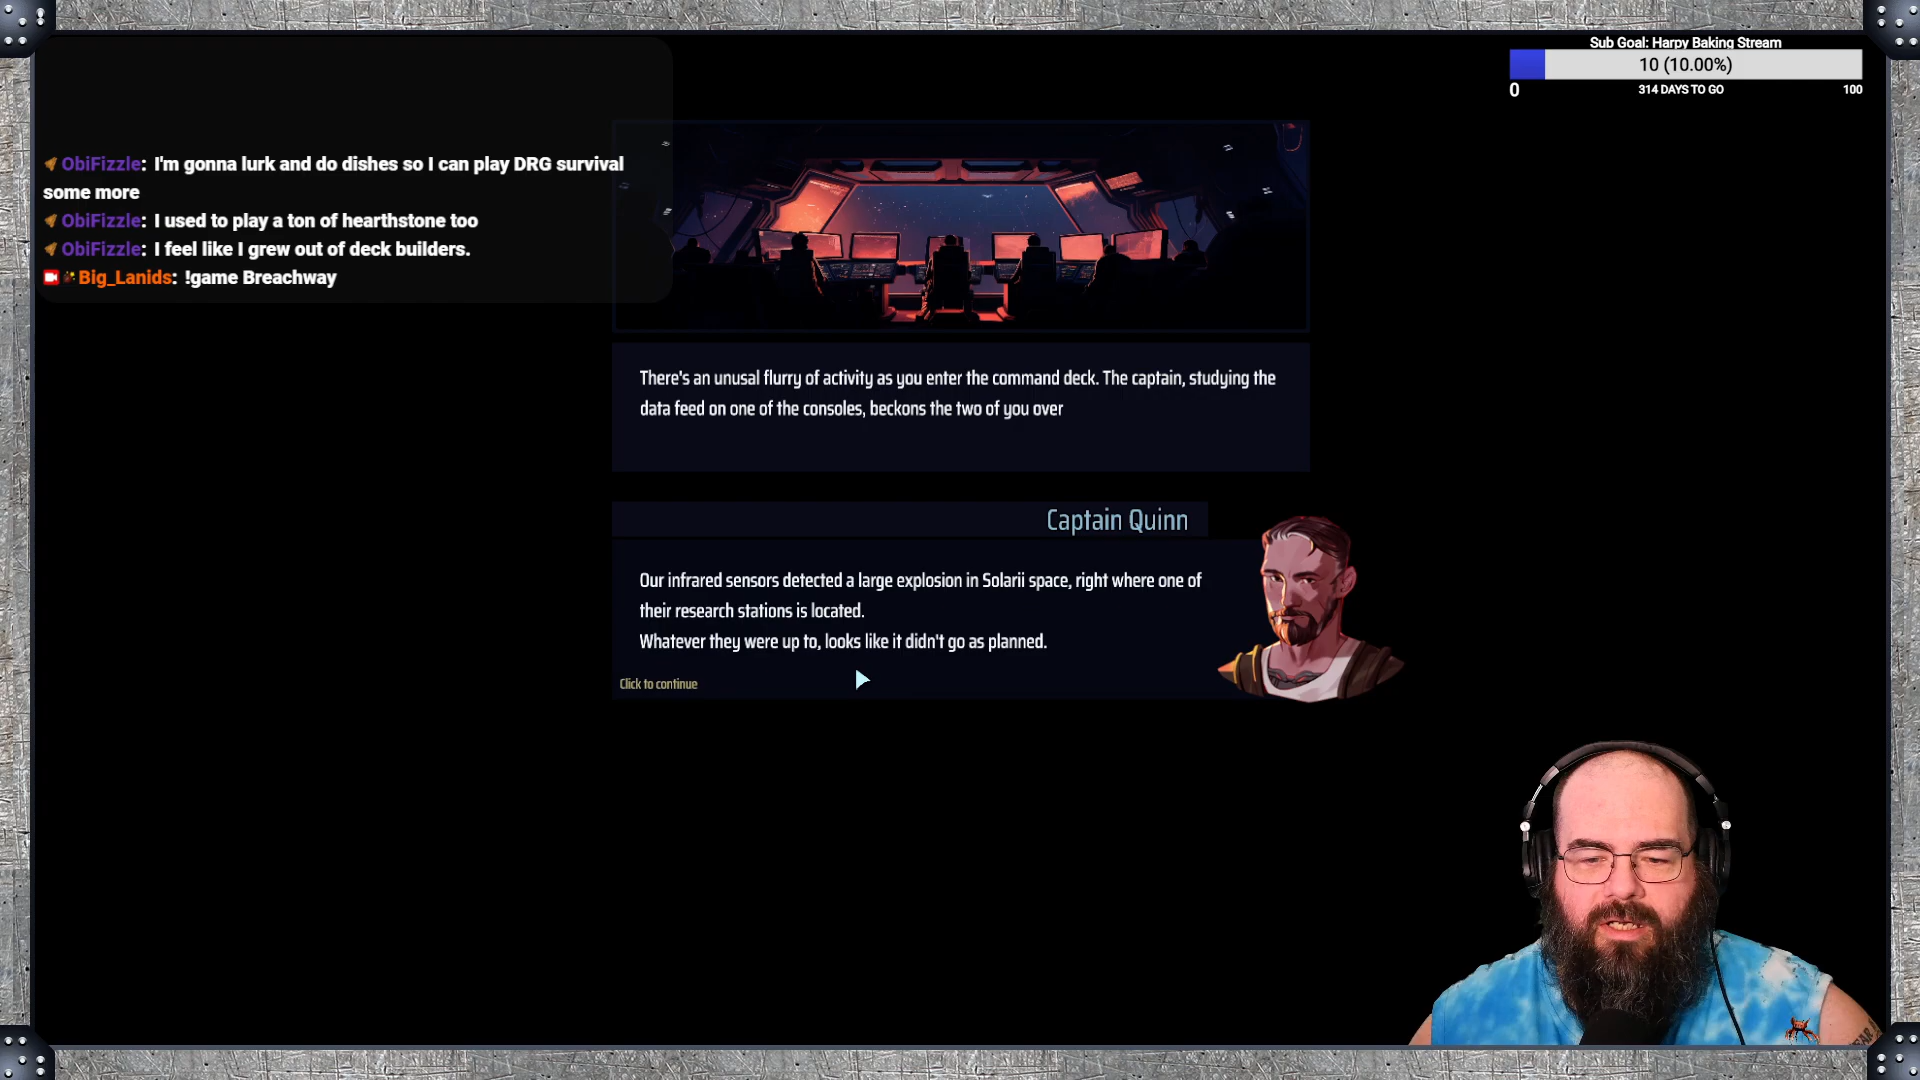 Sub Goal: Harpy Baking Stream
10 (10.00%)
0
314 DAYS TO GO
100
ObiFizzle: I'm gonna lurk and do dishes so I can play DRG survival
some more
ObiFizzle: I used to play a ton of hearthstone too
ObiFizzle: I feel like I grew out of deck builders.
Big_Lanids: !game Breachway
There's an unusal flurry of activity as you enter the command deck. The captain, studying the
data feed on one of the consoles, beckons the two of you over
Captain Quinn
Our infrared sensors detected a large explosion in Solarii space, right where one of
their research stations is located.
Whatever they were up to, looks like it didn't go as planned.
Click to continue